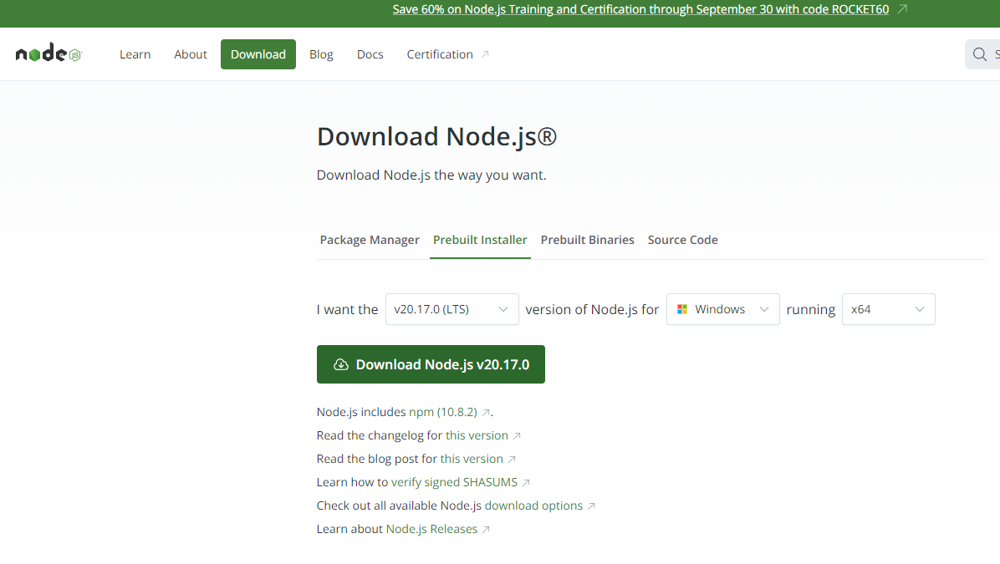 Save 60% on Node.js Training and Certification through September 30 with code ROCKET60
node JS
Learn About Download Blog Docs Certification S
Download Node.js®
Download Node.js the way you want.
Package Manager Prebuilt Installer Prebuilt Binaries Source Code
I want the v20.17.0 (LTS) version of Node.js for Windows running x64
Download Node.js v20.17.0
Node.js includes npm (10.8.2) .
Read the changelog for this version
Read the blog post for this version
Learn how to verify signed SHASUMS
Check out all available Node.js download options
Learn about Node.js Releases